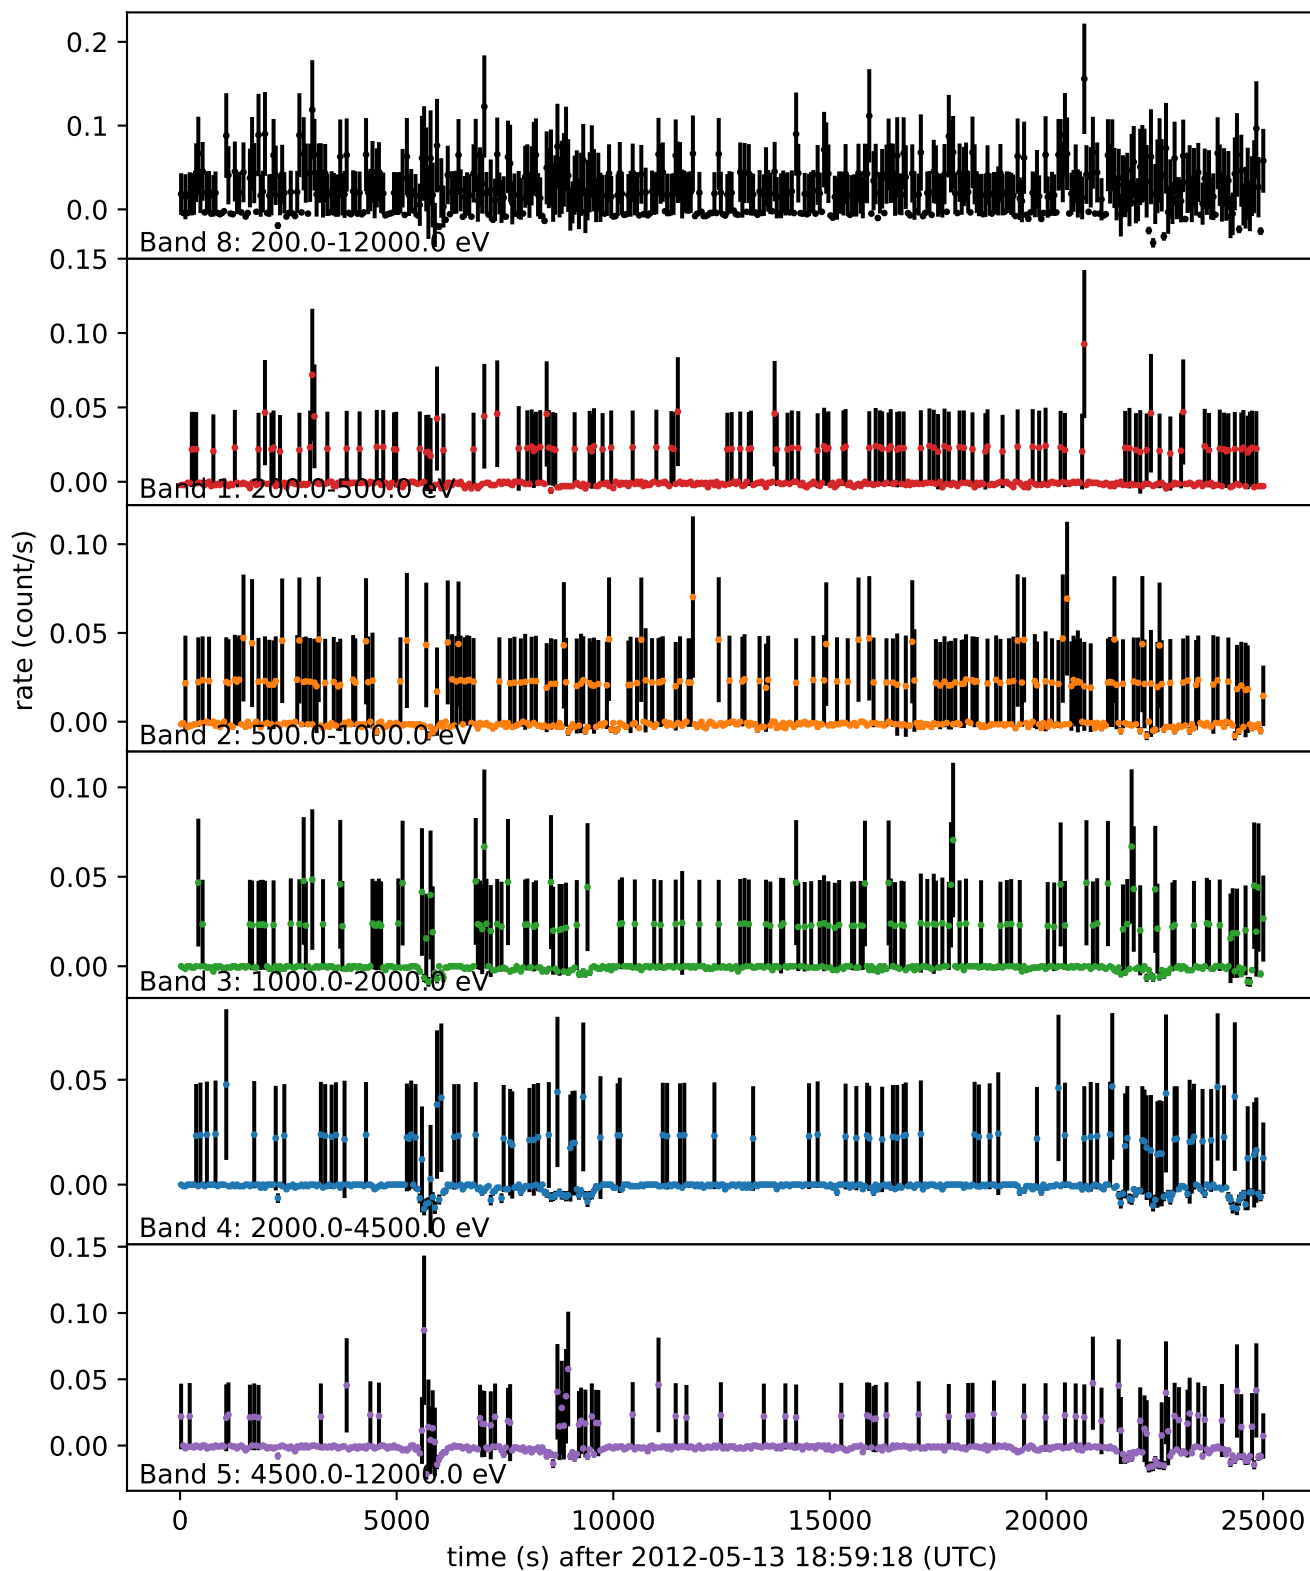 0.2
0.1
0.0
Band 8: 200.0-12000.0 eV
0.15
0.10
0.05
0.00
Band 1: 200.0-500.0 eV
0.10
0.05
0.00
Band 2: 500.0-1000.0 eV
rate (count/s)
0.10
0.05
0.00
Band 3: 1000.0-2000.0 eV
0.05
0.00
Band 4: 2000.0-4500.0 eV
0.15
0.10
0.05
0.00
Band 5: 4500.0-12000.0 eV
0 5000 10000 15000 20000 25000
time (s) after 2012-05-13 18:59:18 (UTC)